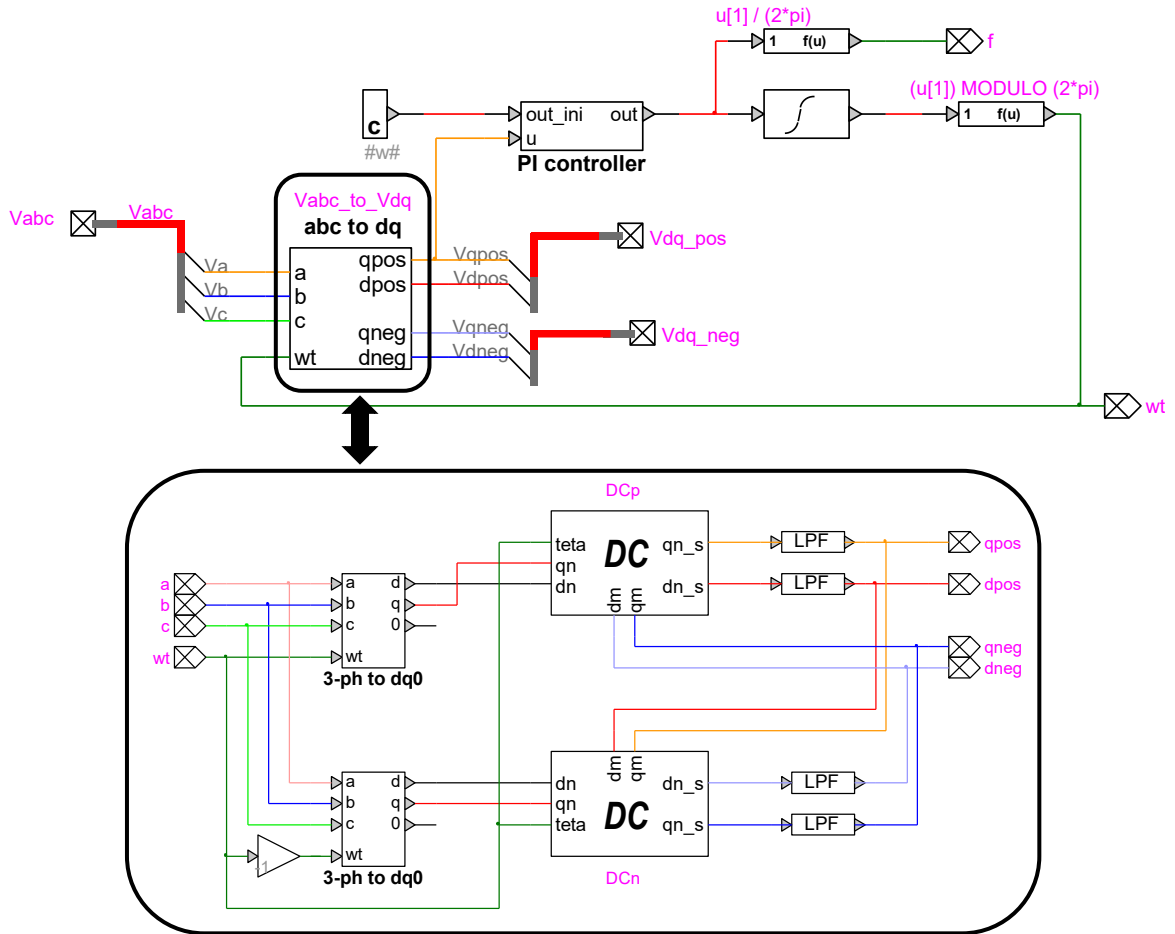 u[1] / (2*pi)
1 f(u)
f
(u[1]) MODULO (2*pi)
c
#w#
out_ini out
u
PI controller
1 f(u)
Vabc
Vabc
Vabc_to_Vdq
abc to dq
Va
Vb
Vc
a
b
c
wt
qpos
dpos
qneg
dneg
Vqpos
Vdpos
Vqneg
Vdneg
Vdq_pos
Vdq_neg
wt
DCp
teta
qn
dn
DC
qn_s
dn_s
dm
qm
LPF
LPF
qpos
dpos
qneg
dneg
a
b
c
wt
a d
b q
c 0
wt
3-ph to dq0
a d
b q
c 0
wt
3-ph to dq0
-1
dm
qm
dn
qn
teta
DC
dn_s
qn_s
LPF
LPF
DCn